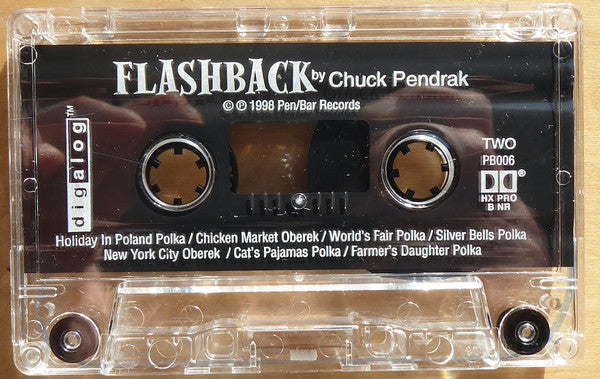 FLASHBACK by Chuck Pendrak
© ℗ 1998 Pen/Bar Records
digalog™
TWO
PB006
®
HX PRO
B NR
Holiday In Poland Polka / Chicken Market Oberek / World's Fair Polka / Silver Bells Polka
New York City Oberek / Cat's Pajamas Polka / Farmer's Daughter Polka